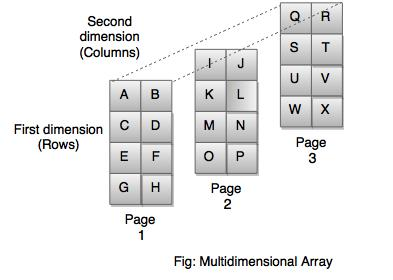 Second
dimension
(Columns)
First dimension
(Rows)
A B
C D
E F
G H
Page
1
I J
K L
M N
O P
Page
2
Q R
S T
U V
W X
Page
3
Fig: Multidimensional Array